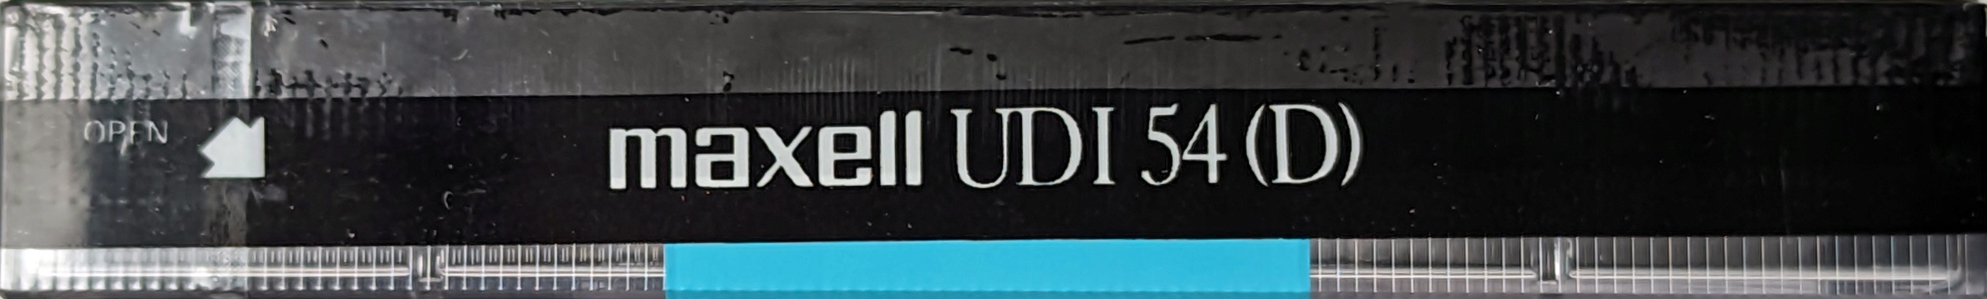 OPEN
maxell UDI 54 (D)